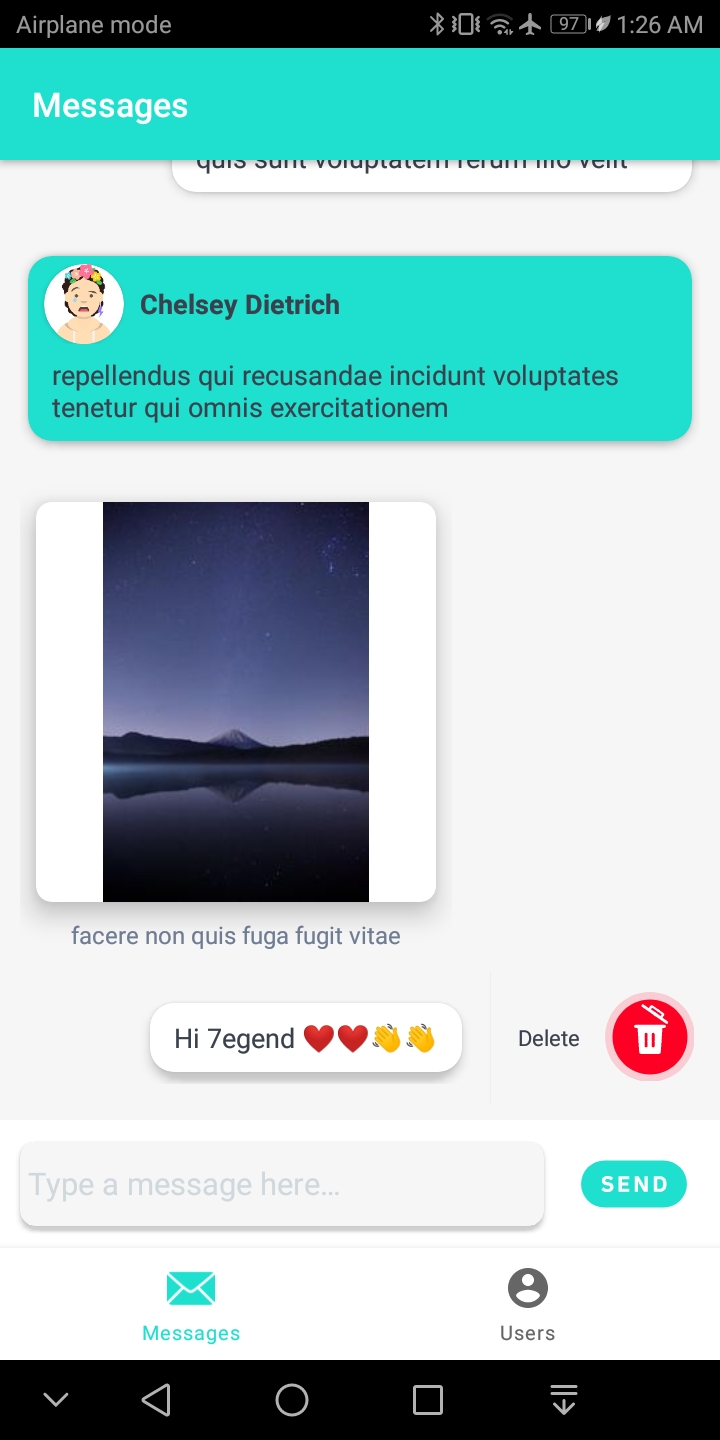 Airplane mode
97
1:26 AM
Messages
quis sunt voluptatem rerum illo velit
Chelsey Dietrich
repellendus qui recusandae incidunt voluptates
tenetur qui omnis exercitationem
facere non quis fuga fugit vitae
Hi 7egend ❤️❤️👋👋
Delete
Type a message here...
SEND
Messages
Users